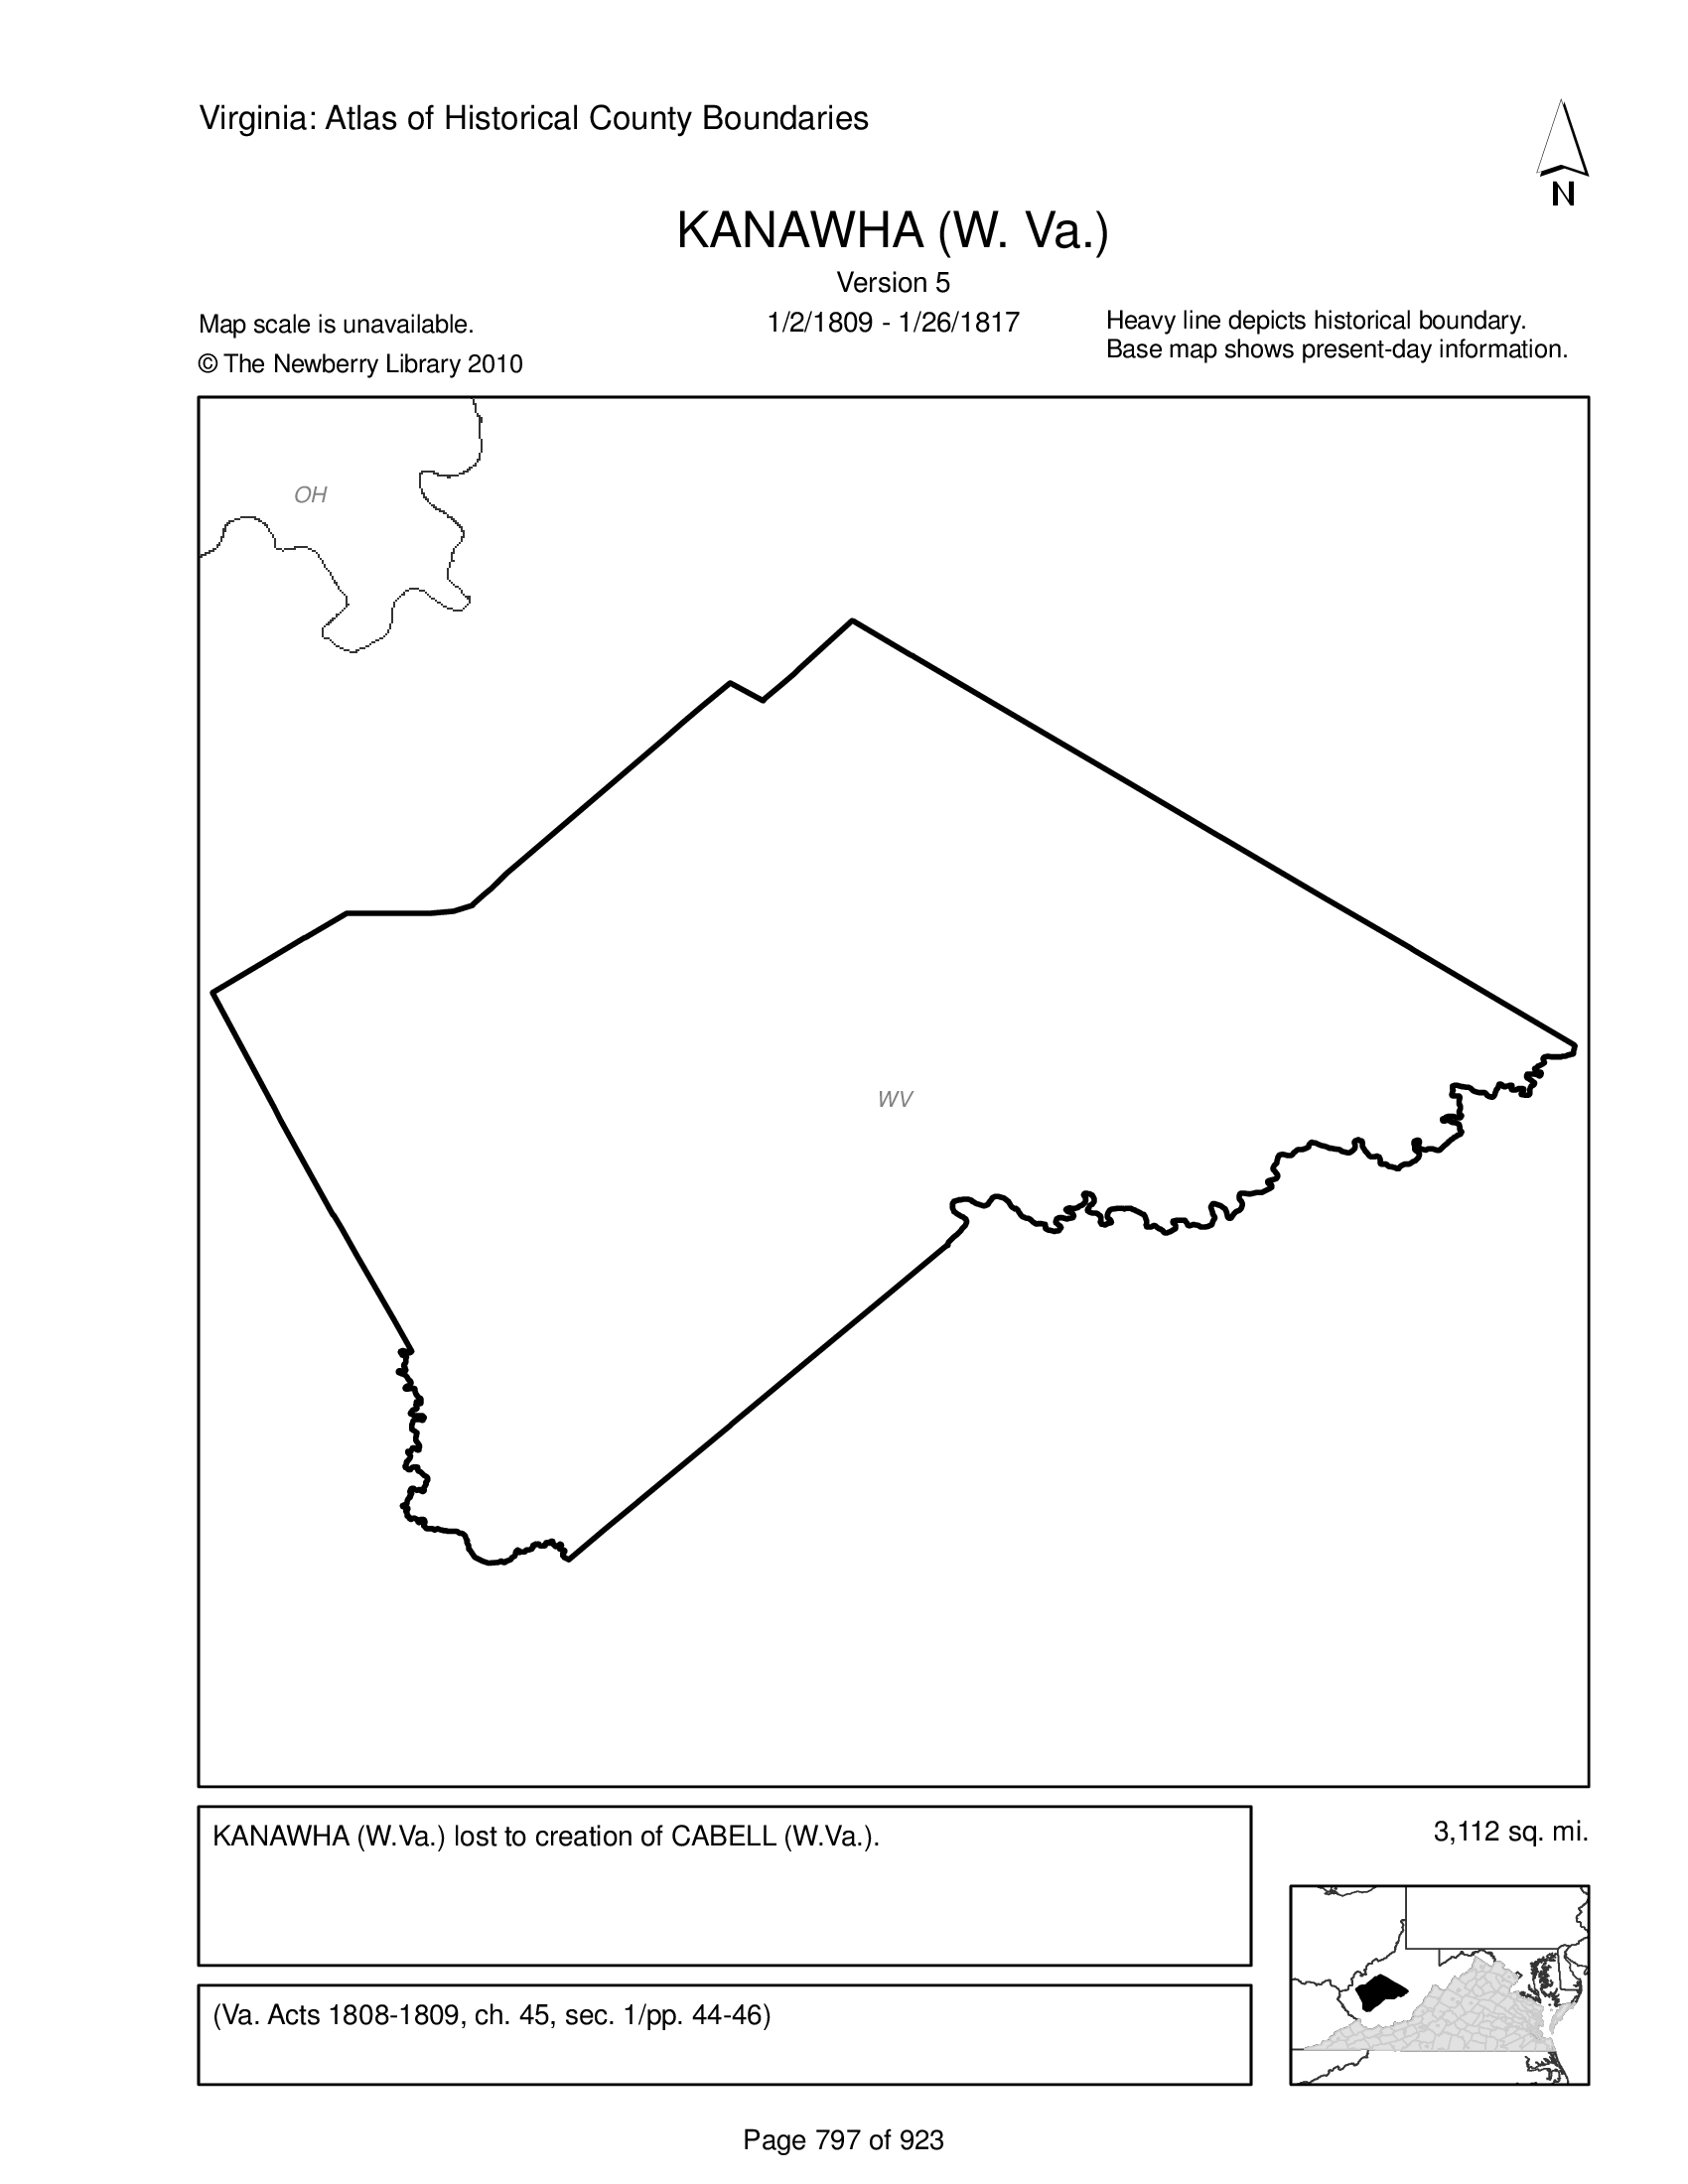 Virginia: Atlas of Historical County Boundaries
N
KANAWHA (W. Va.)
Version 5
Map scale is unavailable.
1/2/1809 - 1/26/1817
Heavy line depicts historical boundary.
Base map shows present-day information.
© The Newberry Library 2010
OH
WV
KANAWHA (W.Va.) lost to creation of CABELL (W.Va.).
3,112 sq. mi.
(Va. Acts 1808-1809, ch. 45, sec. 1/pp. 44-46)
Page 797 of 923